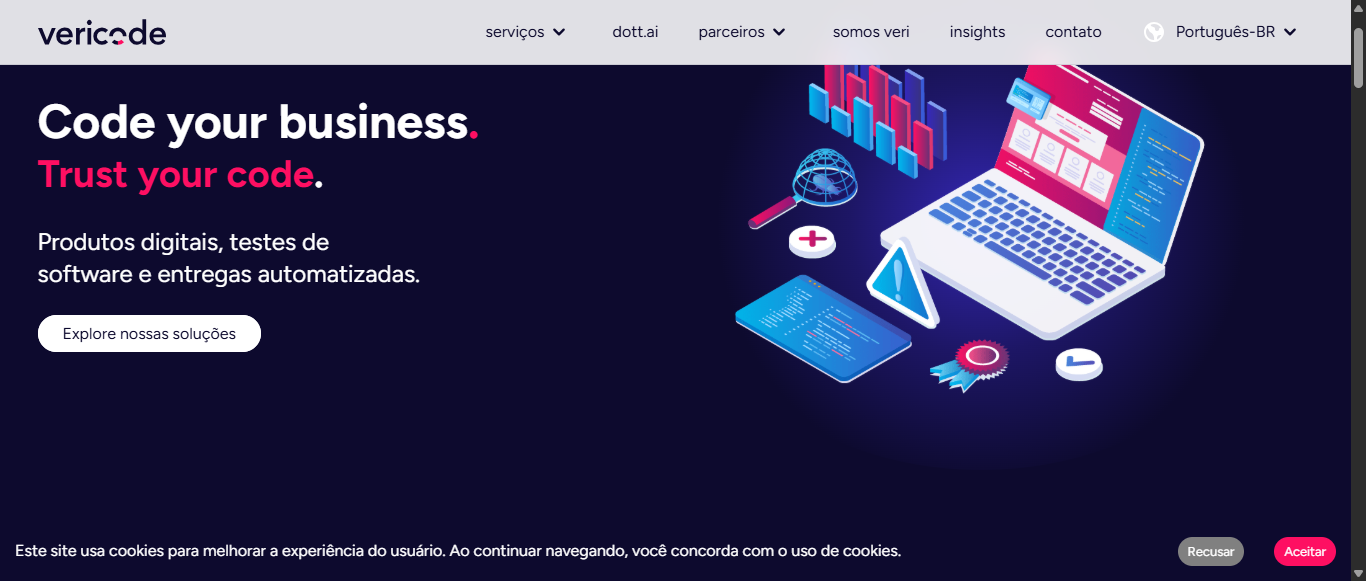 vericode
serviços
dott.ai
parceiros
somos veri
insights
contato
Português-BR
Code your business.
Trust your code.
Produtos digitais, testes de
software e entregas automatizadas.
Explore nossas soluções
Este site usa cookies para melhorar a experiência do usuário. Ao continuar navegando, você concorda com o uso de cookies.
Recusar
Aceitar